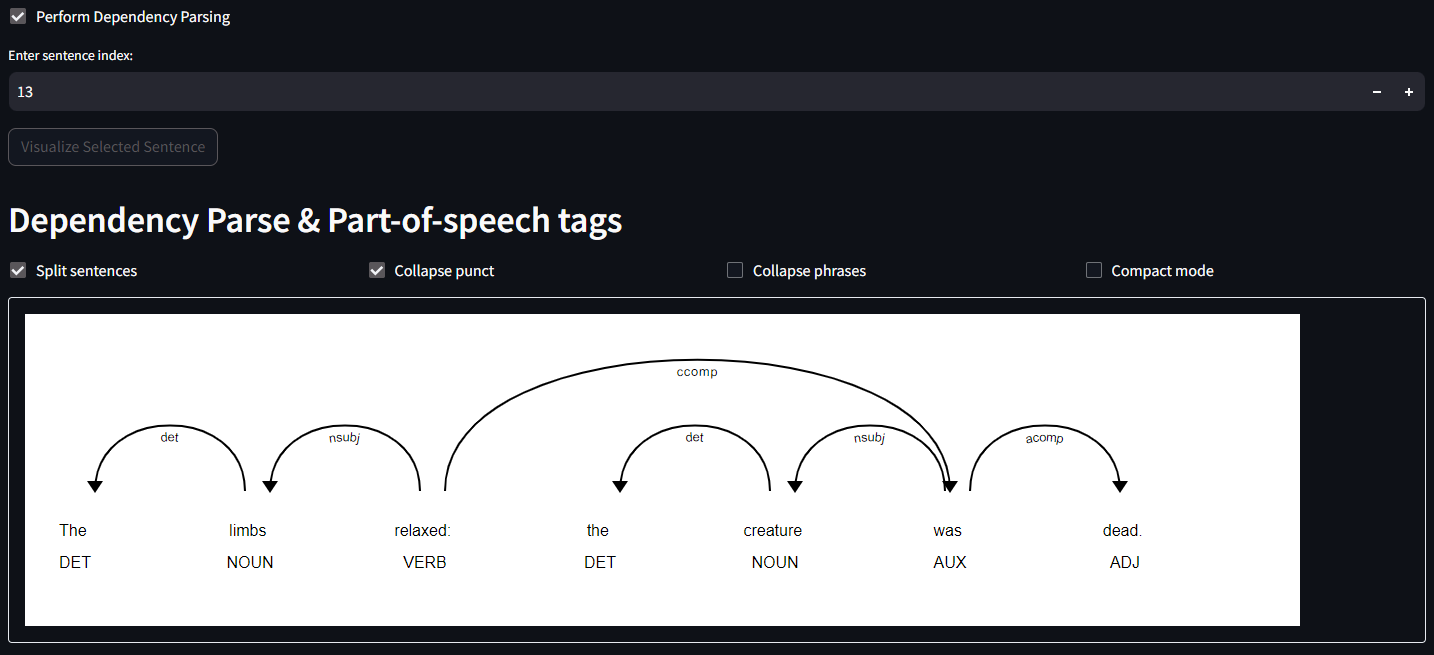 Perform Dependency Parsing
Enter sentence index:
13
Visualize Selected Sentence
Dependency Parse & Part-of-speech tags
Split sentences Collapse punct Collapse phrases Compact mode
ccomp
det nsubj det nsubj acomp
The limbs relaxed: the creature was dead.
DET NOUN VERB DET NOUN AUX ADJ